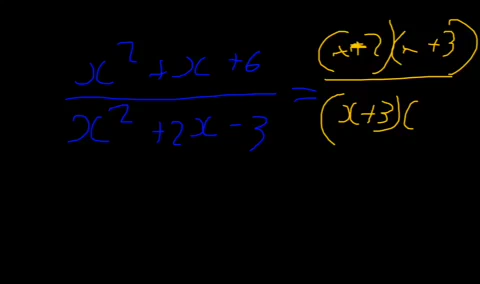 x² + x + 6 / x² + 2x - 3 = (x - 2)(x + 3) / (x + 3)(